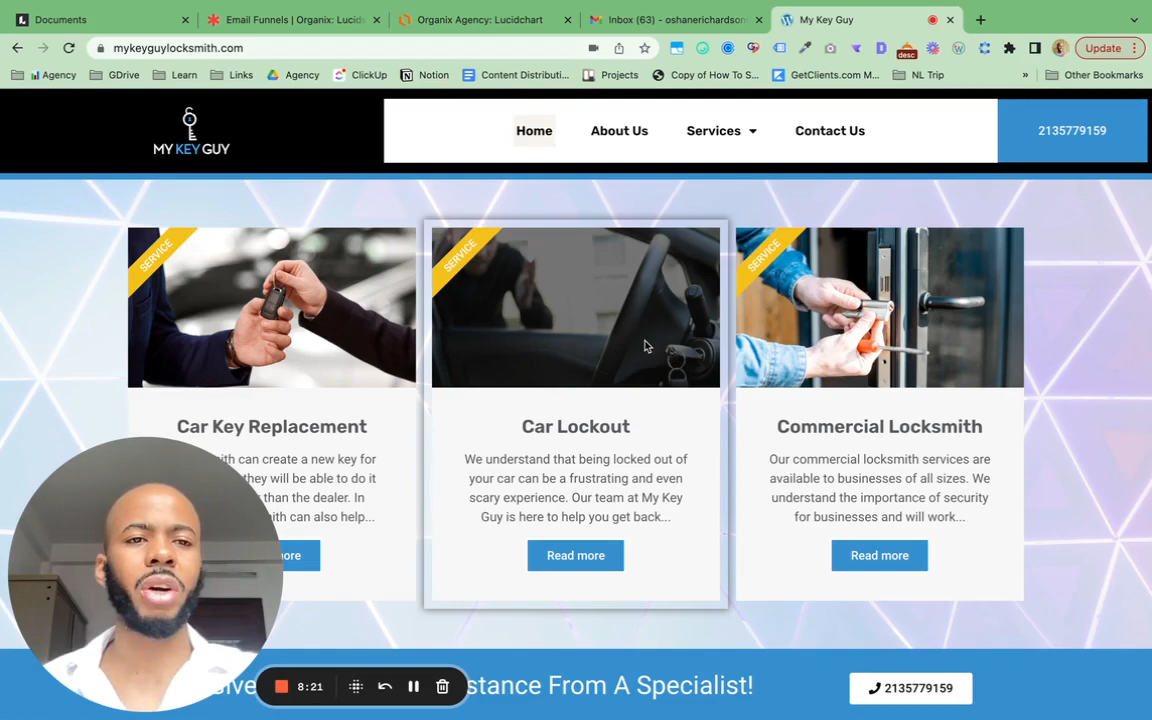 Documents
Email Funnels | Organix: Lucids
Organix Agency: Lucidchart
Inbox (63) - oshanerichardson
My Key Guy
mykeyguylocksmith.com
desc
Update
Agency
GDrive
Learn
Links
Agency
ClickUp
Notion
Content Distributi...
Projects
Copy of How To S...
GetClients.com M...
NL Trip
»
Other Bookmarks
MY KEY GUY
Home
About Us
Services
Contact Us
2135779159
SERVICE
SERVICE
SERVICE
Car Key Replacement
ith can create a new key for
they will be able to do it
than the dealer. In
ith can also help...
ore
Car Lockout
We understand that being locked out of
your car can be a frustrating and even
scary experience. Our team at My Key
Guy is here to help you get back...
Read more
Commercial Locksmith
Our commercial locksmith services are
available to businesses of all sizes. We
understand the importance of security
for businesses and will work...
Read more
stance From A Specialist!
2135779159
8:21